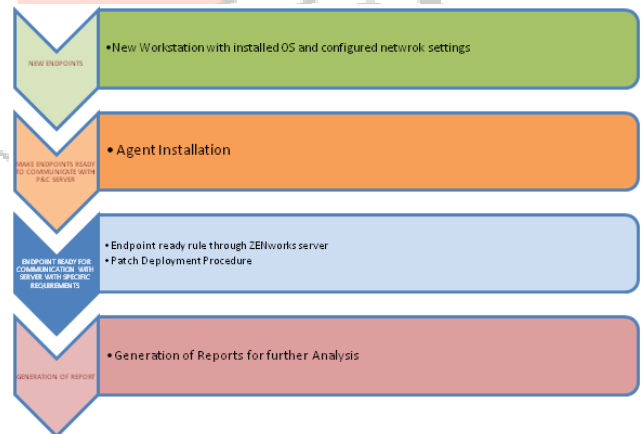 NEW ENDPOINTS
•New Workstation with installed OS and configured netwrok settings
MAKE ENDPOINTS READY
TO COMMUNICATE WITH
P&C SERVER
• Agent Installation
ENDPOINT READY FOR
COMMUNICATION WITH
SERVER WITH SPECIFIC
REQUIREMENTS
• Endpoint ready rule through ZENworks server
• Patch Deployment Procedure
GENERATION OF REPORT
• Generation of Reports for further Analysis